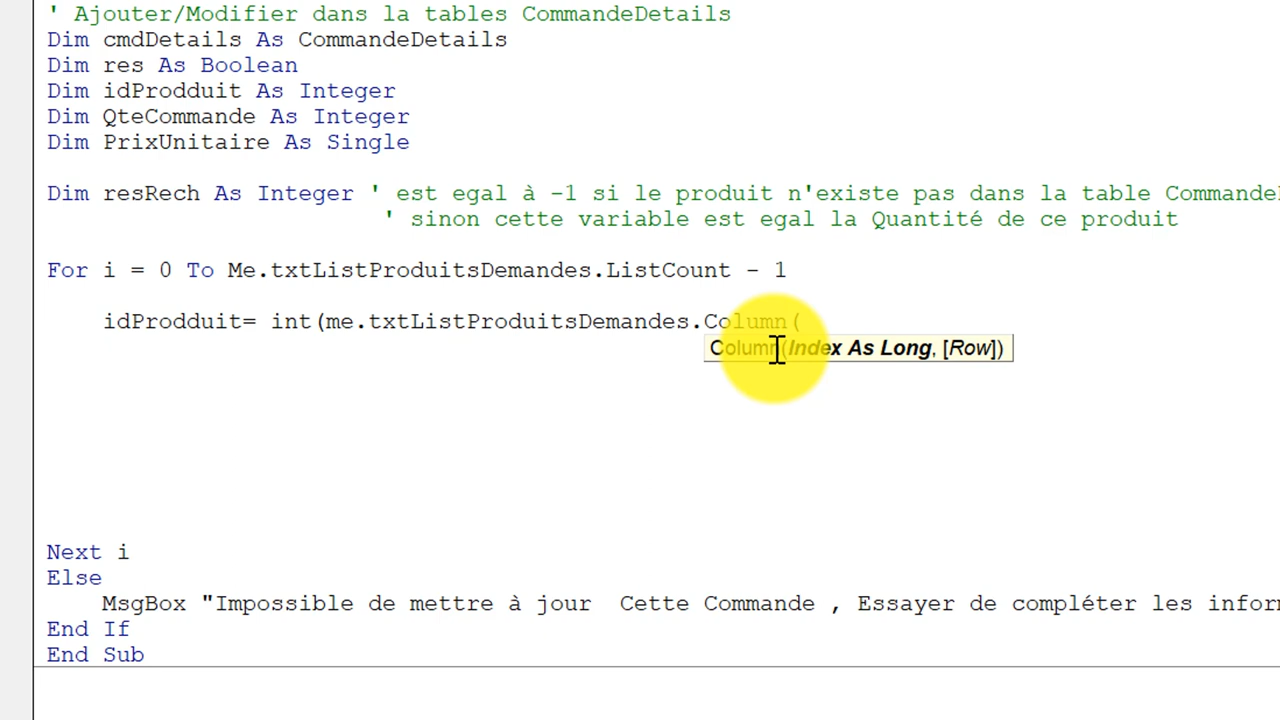 ' Ajouter/Modifier dans la tables CommandeDetails
Dim cmdDetails As CommandeDetails
Dim res As Boolean
Dim idProdduit As Integer
Dim QteCommande As Integer
Dim PrixUnitaire As Single
Dim resRech As Integer ' est egal à -1 si le produit n'existe pas dans la table Commande
' sinon cette variable est egal la Quantité de ce produit
For i = 0 To Me.txtListProduitsDemandes.ListCount - 1
idProdduit= int(me.txtListProduitsDemandes.Column(
Column(Index As Long, [Row])
Next i
Else
MsgBox "Impossible de mettre à jour  Cette Commande , Essayer de compléter les infor
End If
End Sub